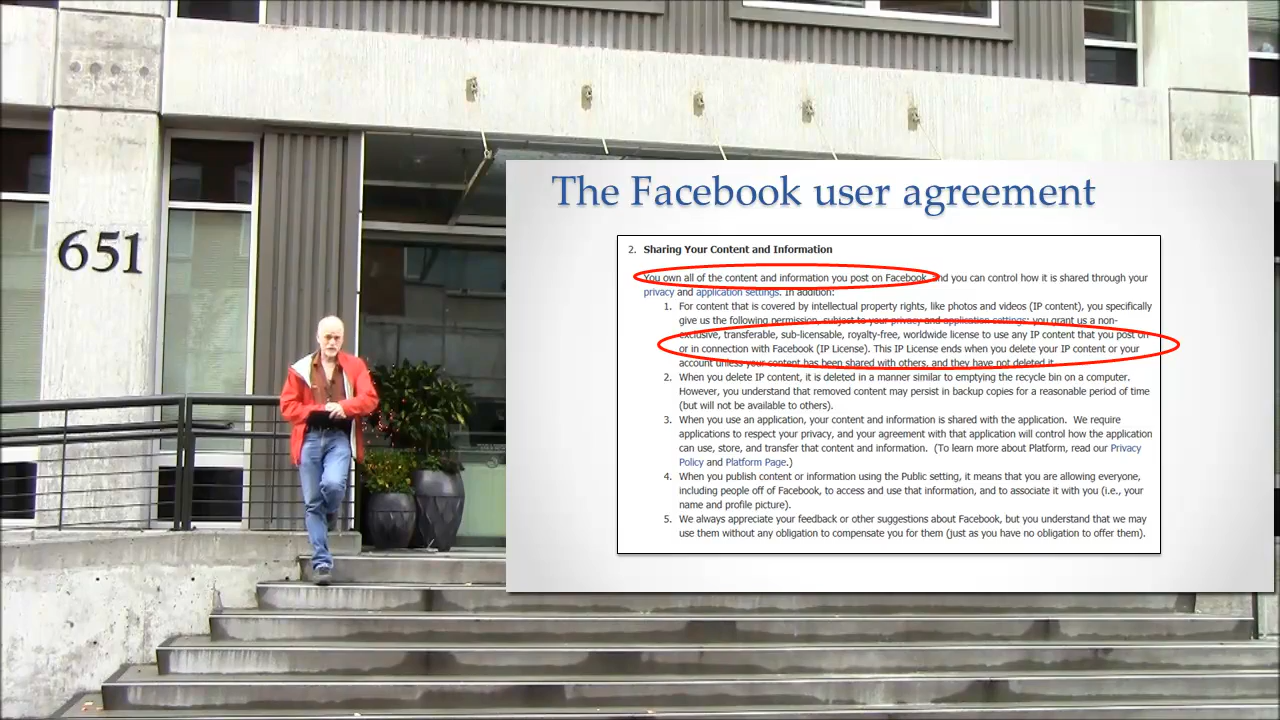 651
The Facebook user agreement
2. Sharing Your Content and Information
You own all of the content and information you post on Facebook, and you can control how it is shared through your
privacy and application settings. In addition:
1. For content that is covered by intellectual property rights, like photos and videos (IP content), you specifically
give us the following permission, subject to your privacy and application settings: you grant us a non-
exclusive, transferable, sub-licensable, royalty-free, worldwide license to use any IP content that you post on
or in connection with Facebook (IP License). This IP License ends when you delete your IP content or your
account unless your content has been shared with others, and they have not deleted it.
2. When you delete IP content, it is deleted in a manner similar to emptying the recycle bin on a computer.
However, you understand that removed content may persist in backup copies for a reasonable period of time
(but will not be available to others).
3. When you use an application, your content and information is shared with the application. We require
applications to respect your privacy, and your agreement with that application will control how the application
can use, store, and transfer that content and information. (To learn more about Platform, read our Privacy
Policy and Platform Page.)
4. When you publish content or information using the Public setting, it means that you are allowing everyone,
including people off of Facebook, to access and use that information, and to associate it with you (i.e., your
name and profile picture).
5. We always appreciate your feedback or other suggestions about Facebook, but you understand that we may
use them without any obligation to compensate you for them (just as you have no obligation to offer them).